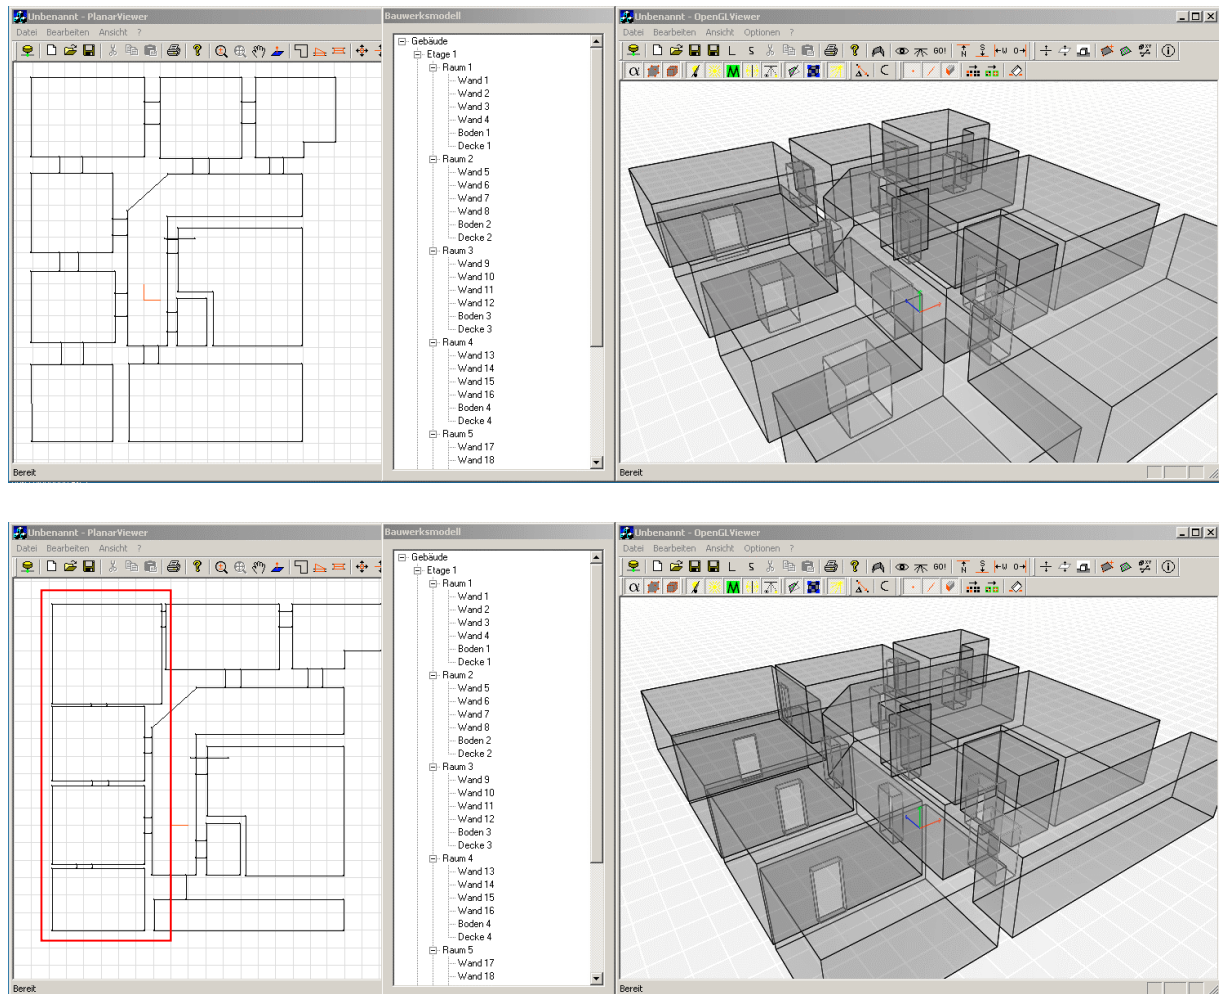 Unbenannt - PlanarViewer
Datei Bearbeiten Ansicht ?
Bereit
Bauwerksmodell
Gebäude
Etage 1
Raum 1
Wand 1
Wand 2
Wand 3
Wand 4
Boden 1
Decke 1
Raum 2
Wand 5
Wand 6
Wand 7
Wand 8
Boden 2
Decke 2
Raum 3
Wand 9
Wand 10
Wand 11
Wand 12
Boden 3
Decke 3
Raum 4
Wand 13
Wand 14
Wand 15
Wand 16
Boden 4
Decke 4
Raum 5
Wand 17
Wand 18
Unbenannt - OpenGLViewer
Datei Bearbeiten Ansicht Optionen ?
L S GO! N S W O
α M
Bereit
Unbenannt - PlanarViewer
Datei Bearbeiten Ansicht ?
Bereit
Bauwerksmodell
Gebäude
Etage 1
Raum 1
Wand 1
Wand 2
Wand 3
Wand 4
Boden 1
Decke 1
Raum 2
Wand 5
Wand 6
Wand 7
Wand 8
Boden 2
Decke 2
Raum 3
Wand 9
Wand 10
Wand 11
Wand 12
Boden 3
Decke 3
Raum 4
Wand 13
Wand 14
Wand 15
Wand 16
Boden 4
Decke 4
Raum 5
Wand 17
Wand 18
Unbenannt - OpenGLViewer
Datei Bearbeiten Ansicht Optionen ?
L S GO! N S W O
α M
Bereit